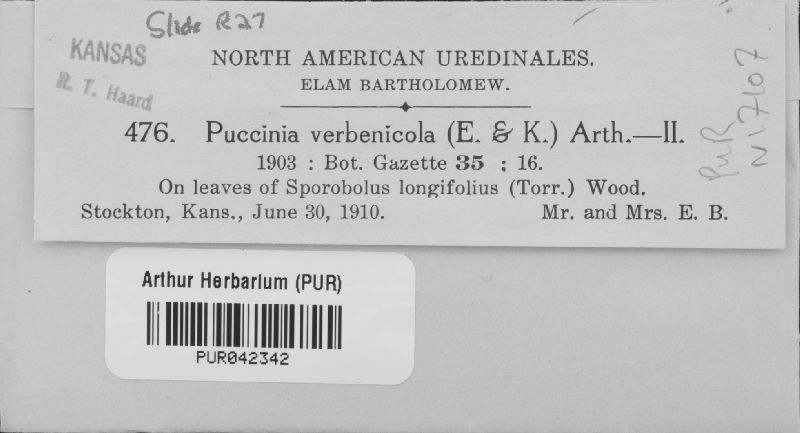 Slide R27
KANSAS
R. T. Haard
NORTH AMERICAN UREDINALES.
ELAM BARTHOLOMEW.
476. Puccinia verbenicola (E. & K.) Arth.—II.
1903 : Bot. Gazette 35 : 16.
On leaves of Sporobolus longifolius (Torr.) Wood.
Stockton, Kans., June 30, 1910. Mr. and Mrs. E. B.
PUR
N17107
Arthur Herbarium (PUR)
PUR042342